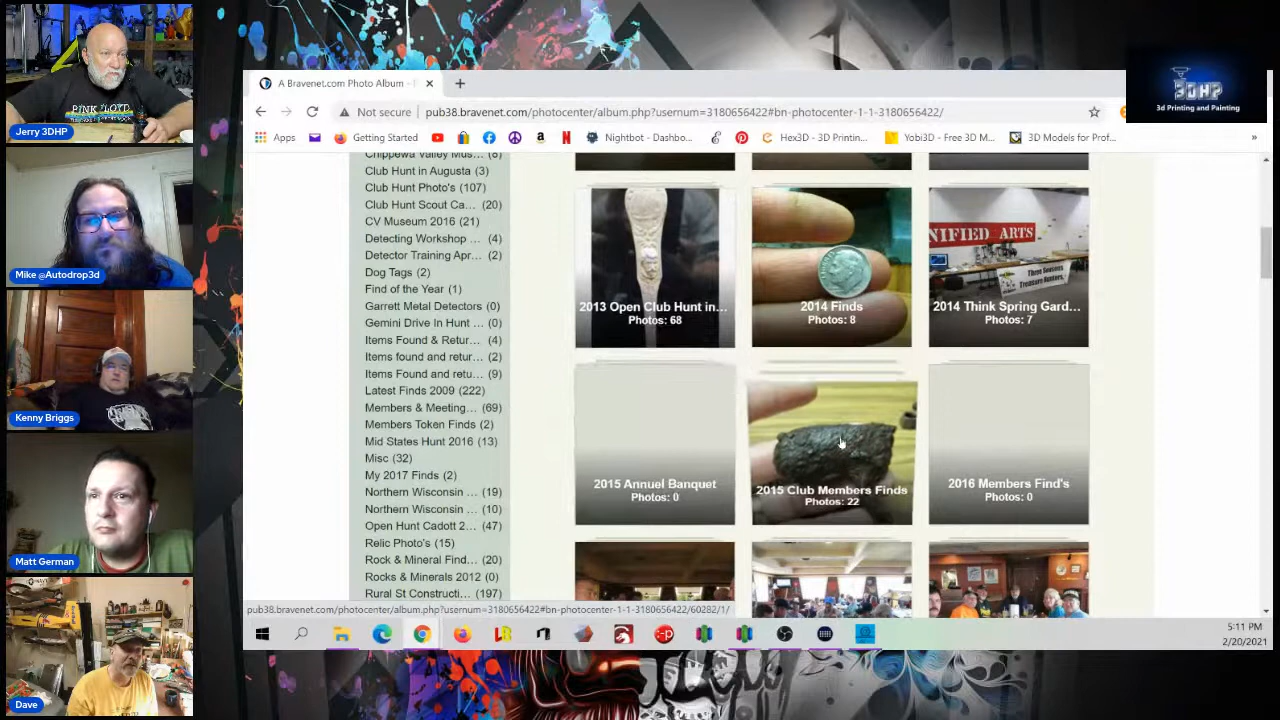 PINK FLOYD
Jerry 3DHP
Mike @Autodrop3d
Kenny Briggs
Matt German
Dave
A Bravenet.com Photo Album -
Not secure
pub38.bravenet.com/photocenter/album.php?usernum=3180656422#bn-photocenter-1-1-3180656422/
3DHP
3d Printing and Painting
Apps
Getting Started
Nightbot - Dashbo...
Hex3D - 3D Printin...
Yobi3D - Free 3D M...
3D Models for Prof...
»
Chippewa Valley Mus... (8)
Club Hunt in Augusta (3)
Club Hunt Photo's (107)
Club Hunt Scout Ca... (20)
CV Museum 2016 (21)
Detecting Workshop ... (4)
Detector Training Apr... (2)
Dog Tags (2)
Find of the Year (1)
Garrett Metal Detectors (0)
Gemini Drive In Hunt ... (0)
Items Found & Retur... (4)
Items found and retur... (2)
Items Found and retu... (9)
Latest Finds 2009 (222)
Members & Meeting... (69)
Members Token Finds (2)
Mid States Hunt 2016 (13)
Misc (32)
My 2017 Finds (2)
Northern Wisconsin ... (19)
Northern Wisconsin ... (10)
Open Hunt Cadott 2... (47)
Relic Photo's (15)
Rock & Mineral Find... (20)
Rocks & Minerals 2012 (0)
Rural St Constructi... (197)
2013 Open Club Hunt in...
Photos: 68
2014 Finds
Photos: 8
NIFIED ARTS
Three Seasons
Treasure Hunters.
2014 Think Spring Gard...
Photos: 7
2015 Annuel Banquet
Photos: 0
2015 Club Members Finds
Photos: 22
2016 Members Find's
Photos: 0
pub38.bravenet.com/photocenter/album.php?usernum=3180656422#bn-photocenter-1-1-3180656422/60282/1/
5:11 PM
2/20/2021